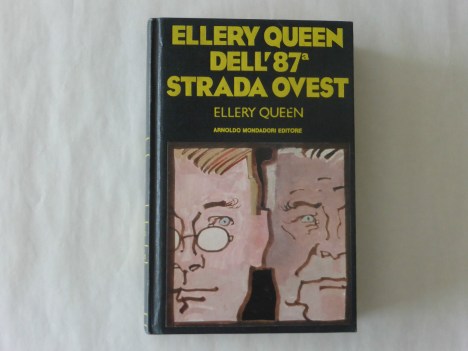 ELLERY QUEEN
DELL'87ª
STRADA OVEST
ELLERY QUEEN
ARNOLDO MONDADORI EDITORE